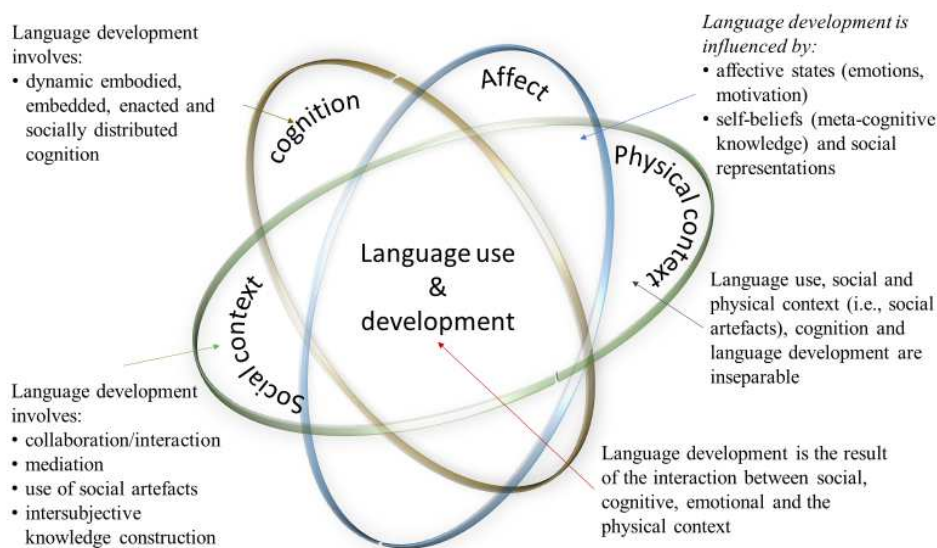 Language development
involves:
• dynamic embodied,
embedded, enacted and
socially distributed
cognition
cognition
Affect
Language development is
influenced by:
• affective states (emotions,
motivation)
• self-beliefs (meta-cognitive
knowledge) and social
representations
Physical context
Language use
&
development
Social context
Language use, social and
physical context (i.e., social
artefacts), cognition and
language development are
inseparable
Language development
involves:
• collaboration/interaction
• mediation
• use of social artefacts
• intersubjective
knowledge construction
Language development is the result
of the interaction between social,
cognitive, emotional and the
physical context